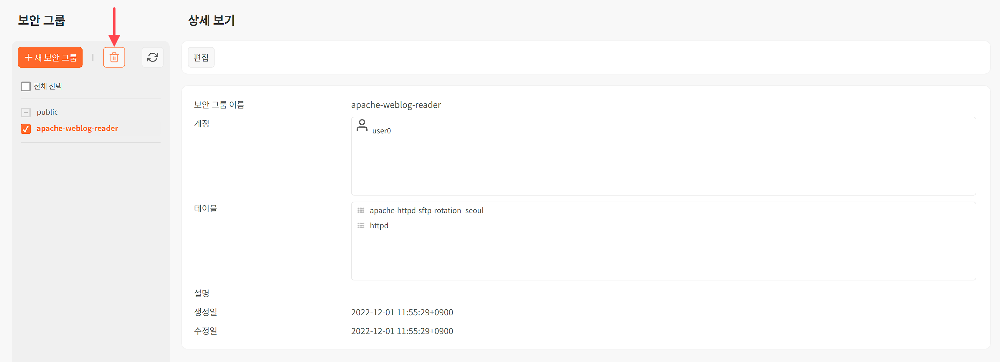 보안 그룹
상세 보기
새 보안 그룹
편집
전체 선택
public
apache-weblog-reader
보안 그룹 이름
apache-weblog-reader
계정
user0
테이블
apache-httpd-sftp-rotation_seoul
httpd
설명
생성일
2022-12-01 11:55:29+0900
수정일
2022-12-01 11:55:29+0900